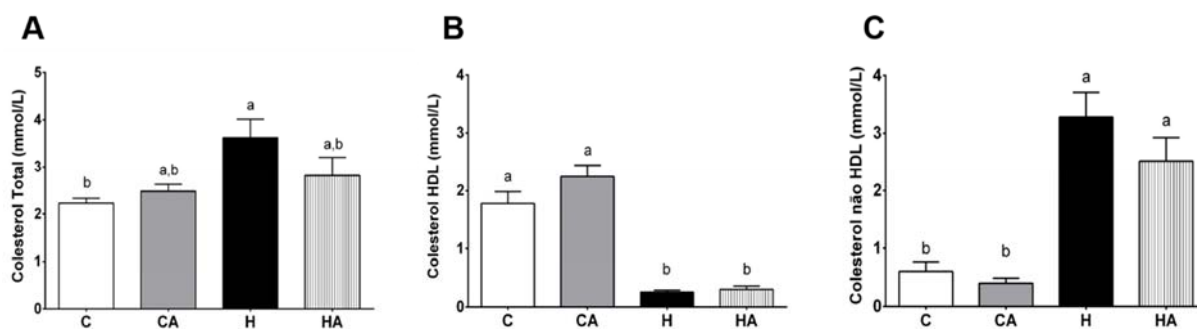 A
Colesterol Total (mmol/L)
5
4
3
2
1
0
b
a,b
a
a,b
C CA H HA
B
Colesterol HDL (mmol/L)
4
3
2
1
0
a
a
b
b
C CA H HA
C
Colesterol não HDL (mmol/L)
4
3
2
1
0
b
b
a
a
C CA H HA